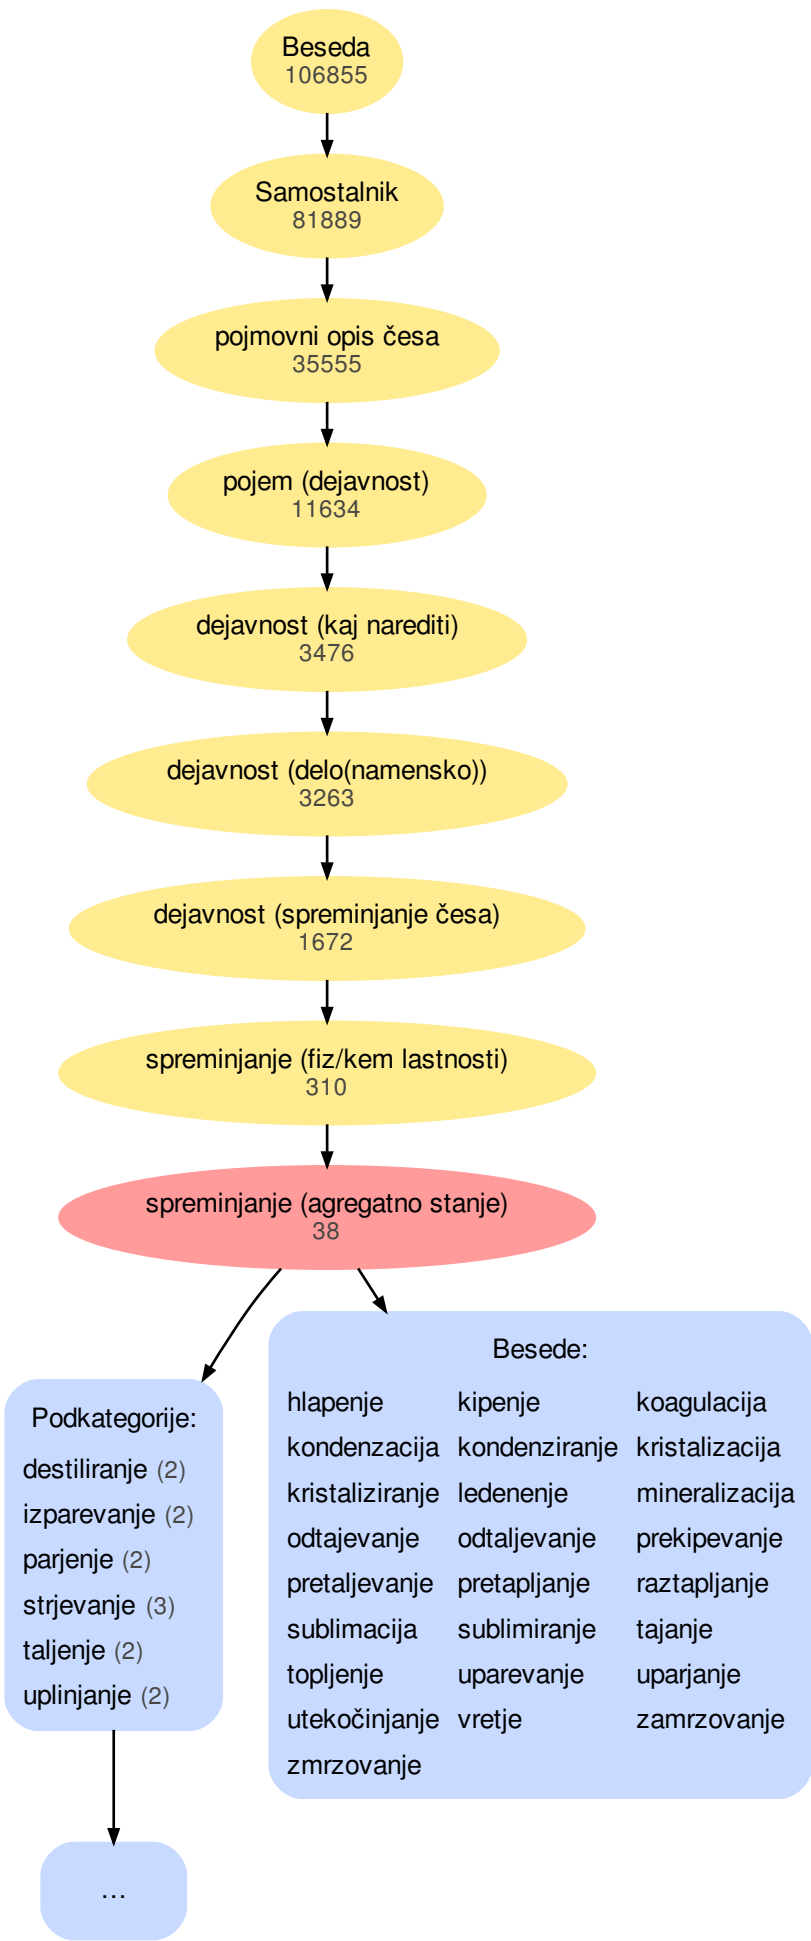 Beseda
106855
Samostalnik
81889
pojmovni opis česa
35555
pojem (dejavnost)
11634
dejavnost (kaj narediti)
3476
dejavnost (delo(namensko))
3263
dejavnost (spreminjanje česa)
1672
spreminjanje (fiz/kem lastnosti)
310
spreminjanje (agregatno stanje)
38
Podkategorije:
destiliranje (2)
izparevanje (2)
parjenje (2)
strjevanje (3)
taljenje (2)
uplinjanje (2)
...
Besede:
hlapenje kipenje koagulacija
kondenzacija kondenziranje kristalizacija
kristaliziranje ledenenje mineralizacija
odtajevanje odtaljevanje prekipevanje
pretaljevanje pretapljanje raztapljanje
sublimacija sublimiranje tajanje
topljenje uparevanje uparjanje
utekočinjanje vretje zamrzovanje
zmrzovanje